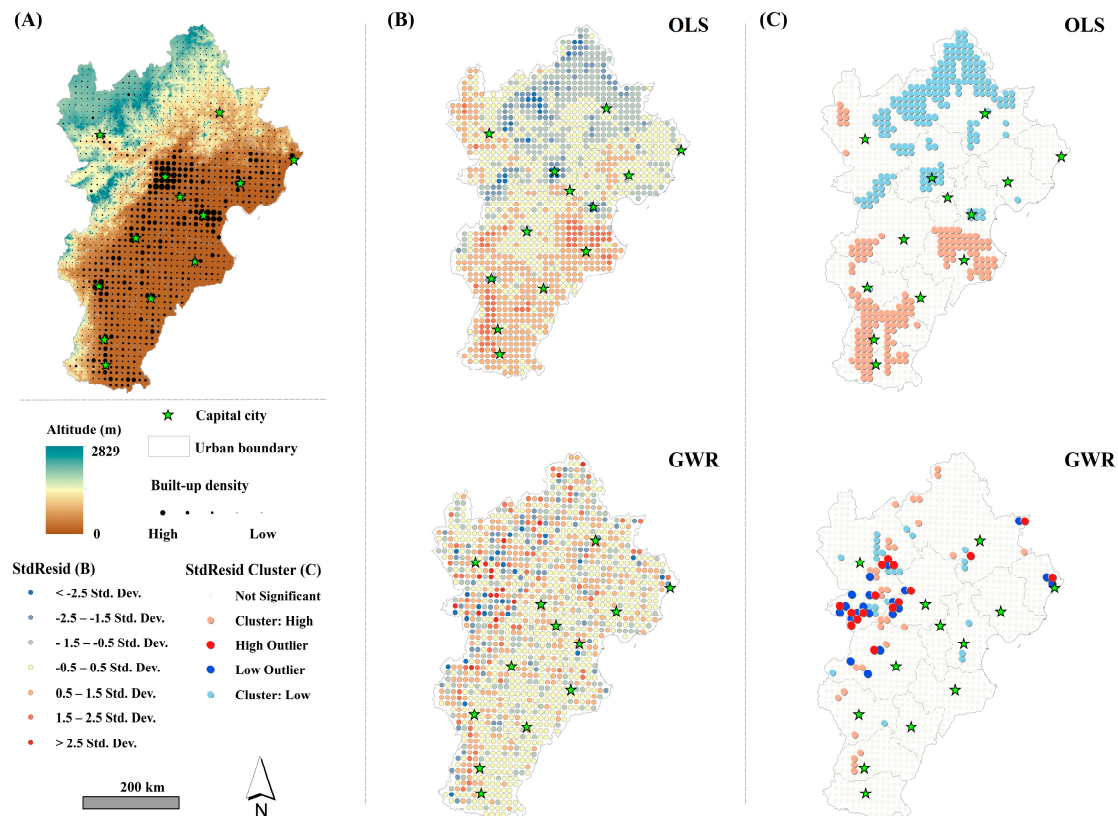 (A)
(B)
OLS
(C)
OLS
Altitude (m)
2829
0
Capital city
Urban boundary
Built-up density
High
Low
GWR
GWR
StdResid (B)
< -2.5 Std. Dev.
-2.5 – -1.5 Std. Dev.
- 1.5 – -0.5 Std. Dev.
-0.5 – 0.5 Std. Dev.
0.5 – 1.5 Std. Dev.
1.5 – 2.5 Std. Dev.
> 2.5 Std. Dev.
StdResid Cluster (C)
Not Significant
Cluster: High
High Outlier
Low Outlier
Cluster: Low
200 km
N